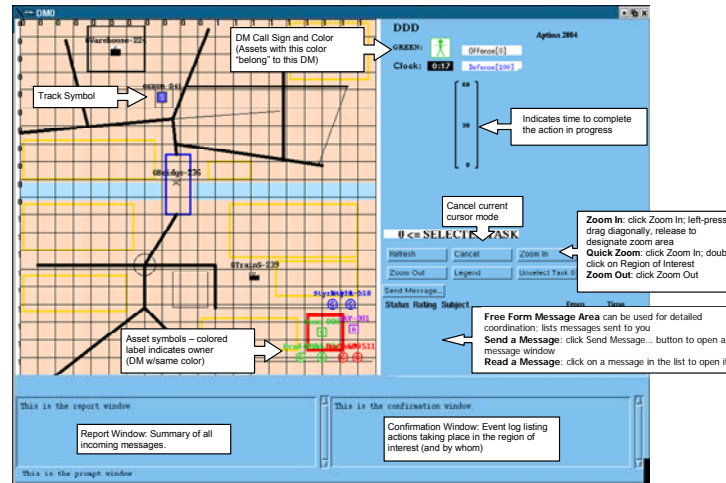 DM0
DDD
Aptima 2004
GREEN:
Offense[0]
Clock:
0:17
Defense[100]
60
30
0
DM Call Sign and Color
(Assets with this color
"belong" to this DM)
Track Symbol
Indicates time to complete
the action in progress
0Bridge-236
0TrainS-239
Cancel current
cursor mode
0 <= SELECTED TASK
Refresh
Cancel
Zoom In
Zoom Out
Legend
Unselect Task 0
Send Message...
Status Rating Subject
From
Time
Zoom In: click Zoom In; left-press
drag diagonally, release to
designate zoom area
Quick Zoom: click Zoom In; doub
click on Region of Interest
Zoom Out: click Zoom Out
Free Form Message Area can be used for detailed
coordination; lists messages sent to you
Send a Message: click Send Message... button to open a
message window
Read a Message: click on a message in the list to open it
Asset symbols – colored
label indicates owner
(DM w/same color)
This is the report window.
Report Window: Summary of all
incoming messages.
This is the confirmation window.
Confirmation Window: Event log listing
actions taking place in the region of
interest (and by whom)
This is the prompt window